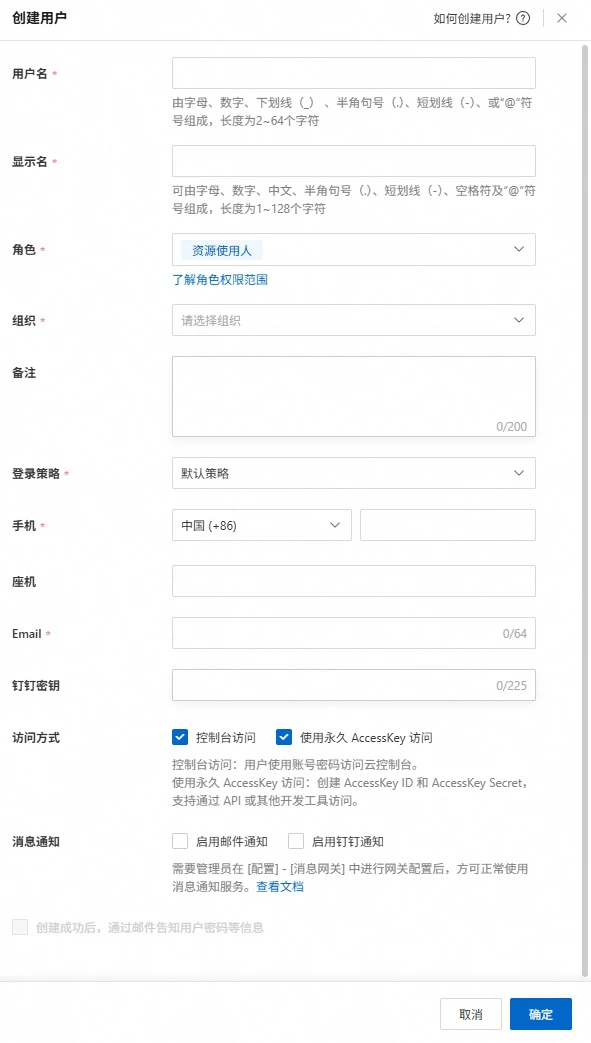 创建用户
如何创建用户?
用户名 *
由字母、数字、下划线（_） 、半角句号（.）、短划线（-）、或“@”符
号组成，长度为2~64个字符
显示名 *
可由字母、数字、中文、半角句号（.）、短划线（-）、空格符及“@”符
号组成，长度为1~128个字符
角色 *
资源使用人
了解角色权限范围
组织 *
请选择组织
备注
0/200
登录策略 *
默认策略
手机 *
中国 (+86)
座机
Email *
0/64
钉钉密钥
0/225
访问方式
控制台访问
使用永久 AccessKey 访问
控制台访问：用户使用账号密码访问云控制台。
使用永久 AccessKey 访问：创建 AccessKey ID 和 AccessKey Secret，
支持通过 API 或其他开发工具访问。
消息通知
启用邮件通知
启用钉钉通知
需要管理员在 [配置] - [消息网关] 中进行网关配置后，方可正常使用
消息通知服务。查看文档
创建成功后，通过邮件告知用户密码等信息
取消
确定